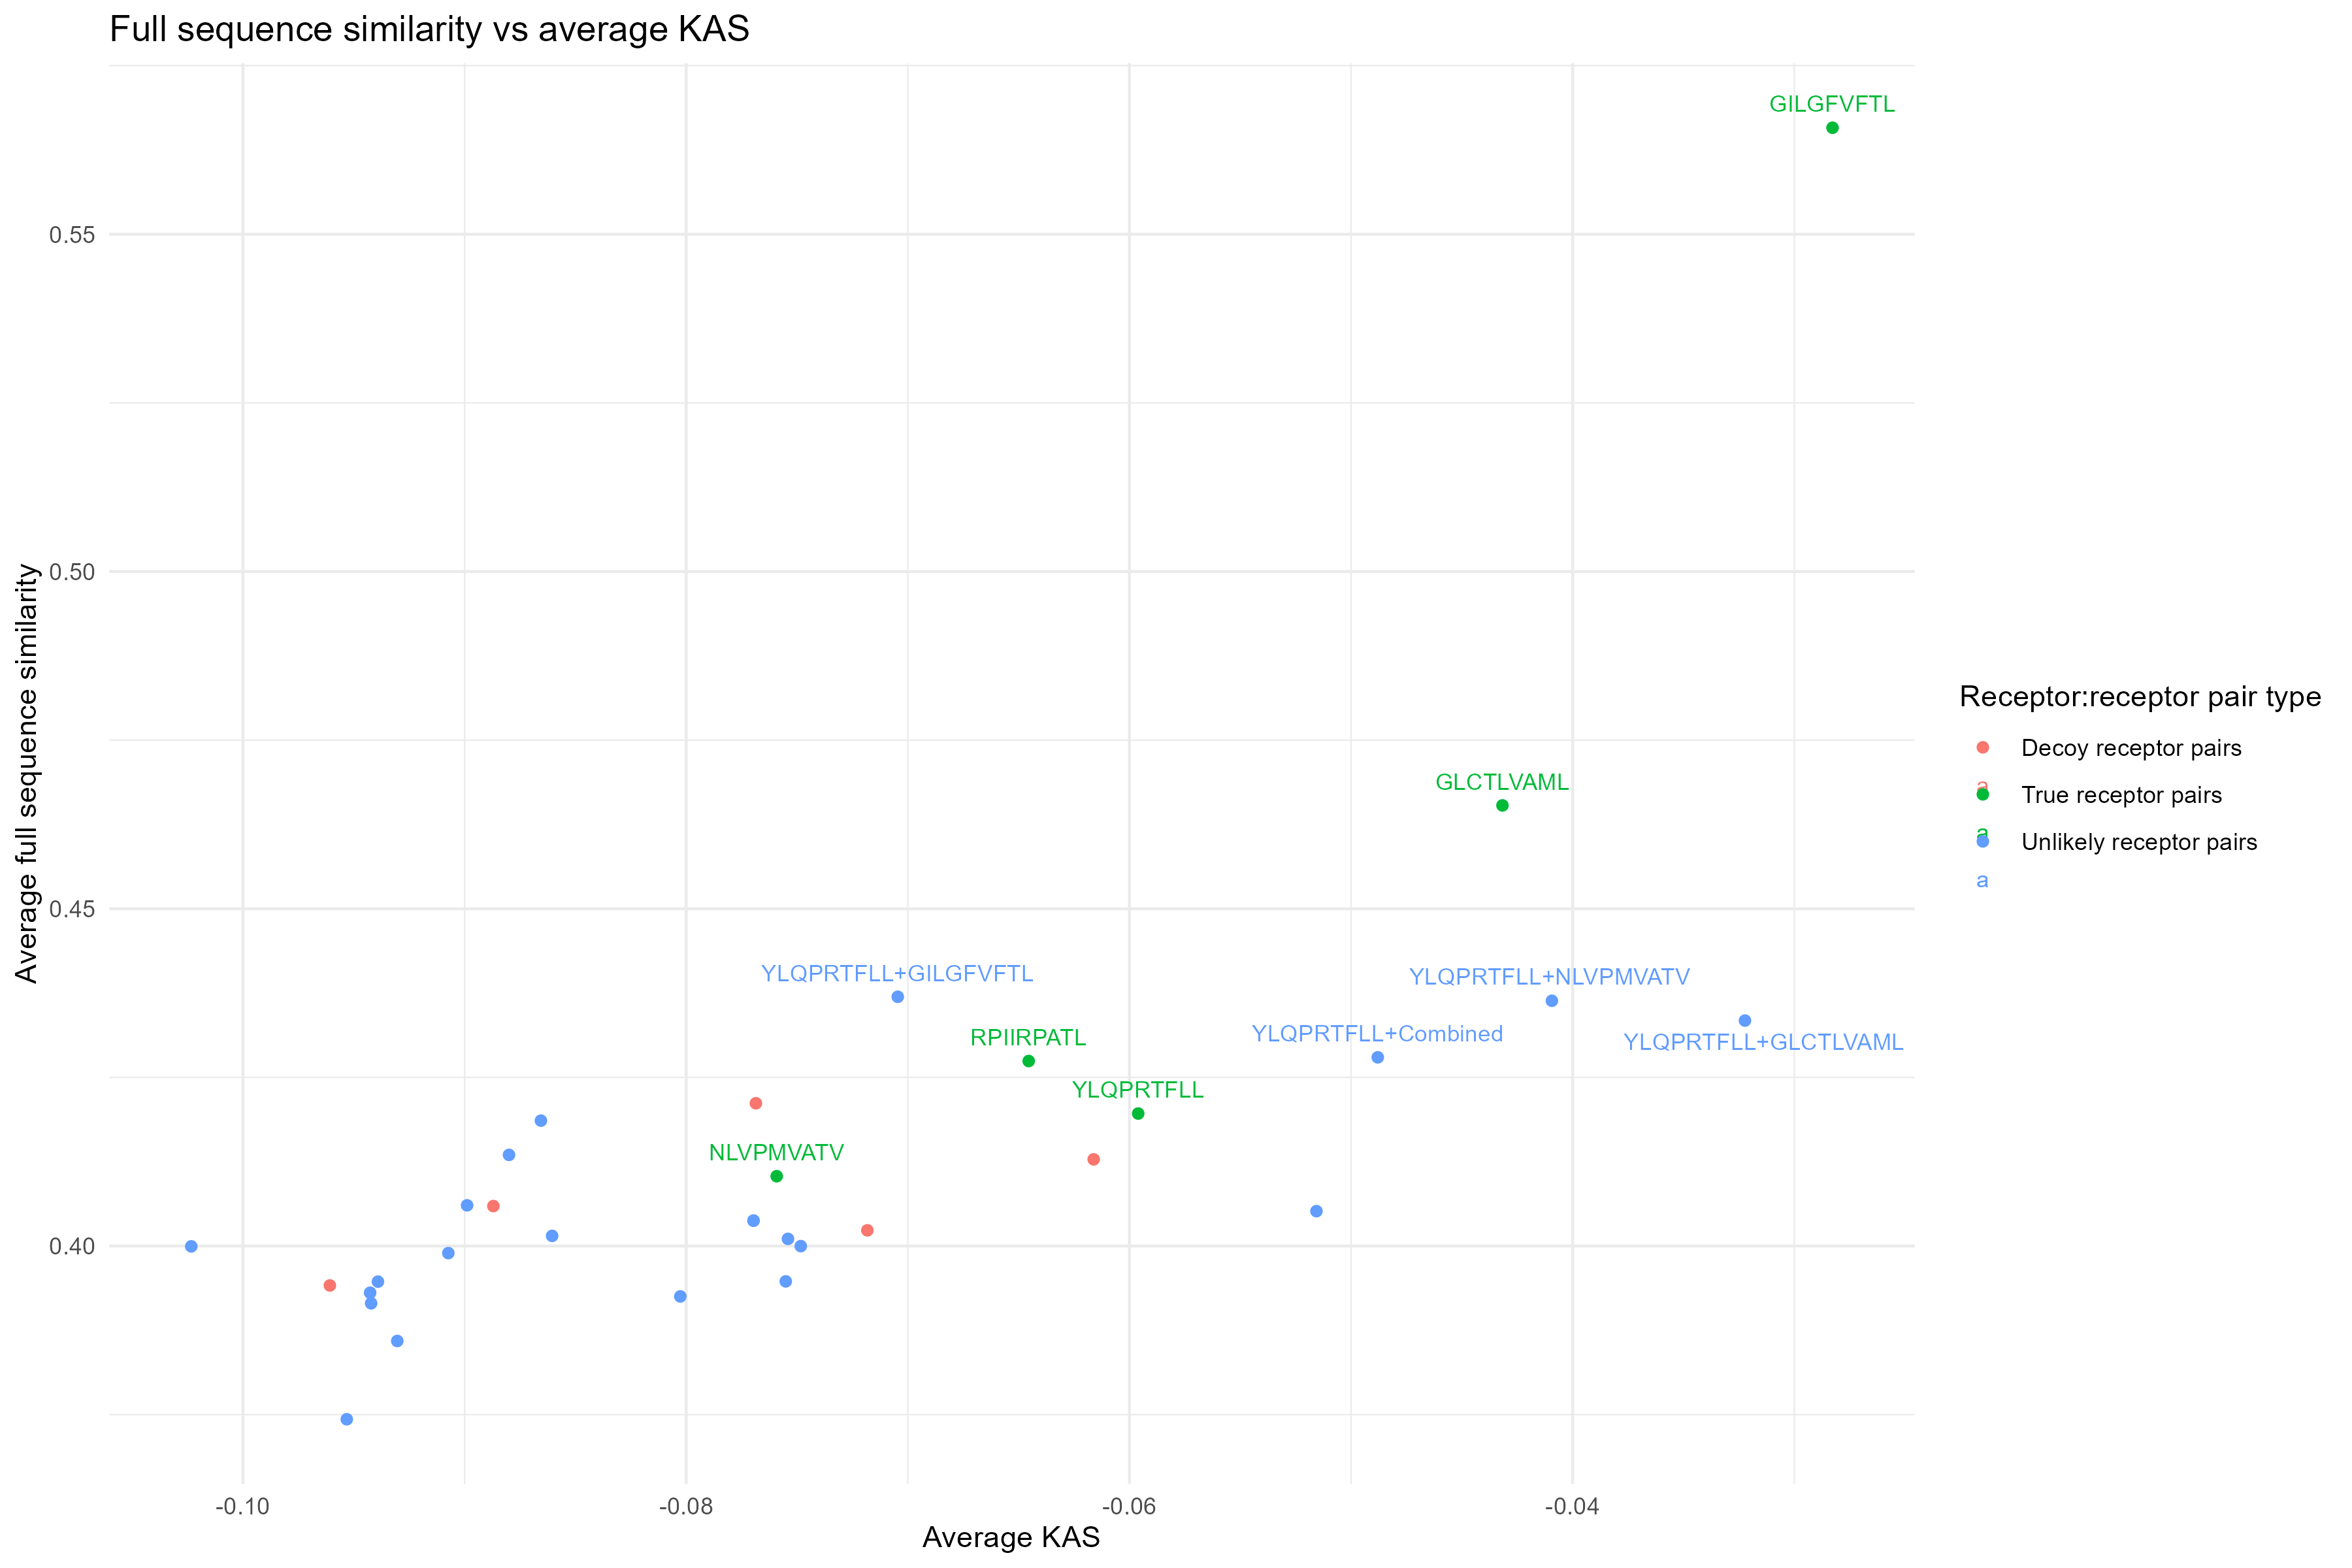 Full sequence similarity vs average KAS
GILGFVFTL
0.55
0.50
Average full sequence similarity
Receptor:receptor pair type
Decoy receptor pairs
a
True receptor pairs
a
Unlikely receptor pairs
a
GLCTLVAML
0.45
YLQPRTFLL+GILGFVFTL
YLQPRTFLL+NLVPMVATV
RPIIRPATL
YLQPRTFLL+Combined
YLQPRTFLL+GLCTLVAML
YLQPRTFLL
NLVPMVATV
0.40
-0.10
-0.08
-0.06
-0.04
Average KAS